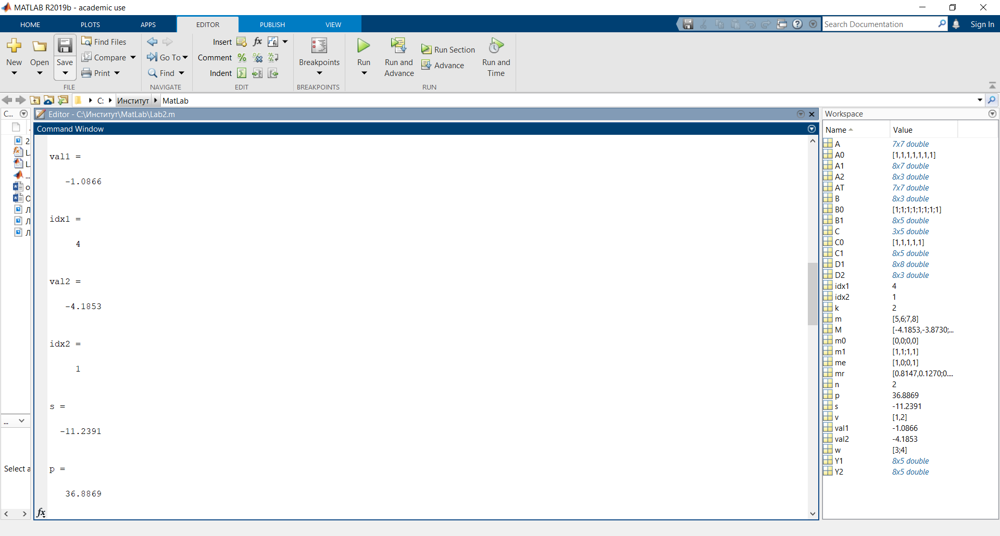 MATLAB R2019b - academic use
HOME PLOTS APPS EDITOR PUBLISH VIEW
Search Documentation
Sign In
New
Open
Save
Find Files
Compare
Print
FILE
Go To
Find
NAVIGATE
Insert
Comment
Indent
EDIT
Breakpoints
BREAKPOINTS
Run
Run and Advance
Run Section
Advance
Run and Time
RUN
C: Институт MatLab
C...
2
L.
L.
...
о
О
Л
Л
Л
...
Select a
Editor - C:\Институт\MatLab\Lab2.m
Command Window
val1 =
-1.0866
idx1 =
4
val2 =
-4.1853
idx2 =
1
s =
-11.2391
p =
36.8869
fx
Workspace
Name Value
A 7x7 double
A0 [1,1,1,1,1,1,1]
A1 8x7 double
A2 8x3 double
AT 7x7 double
B 8x3 double
B0 [1;1;1;1;1;1;1;1]
B1 8x5 double
C 3x5 double
C0 [1,1,1,1,1]
C1 8x5 double
D1 8x8 double
D2 8x3 double
idx1 4
idx2 1
k 2
m [5,6;7,8]
M [-4.1853,-3.8730;...
m0 [0,0;0,0]
m1 [1,1;1,1]
me [1,0;0,1]
mr [0.8147,0.1270;0....
n 2
p 36.8869
s -11.2391
v [1,2]
val1 -1.0866
val2 -4.1853
w [3;4]
Y1 8x5 double
Y2 8x5 double